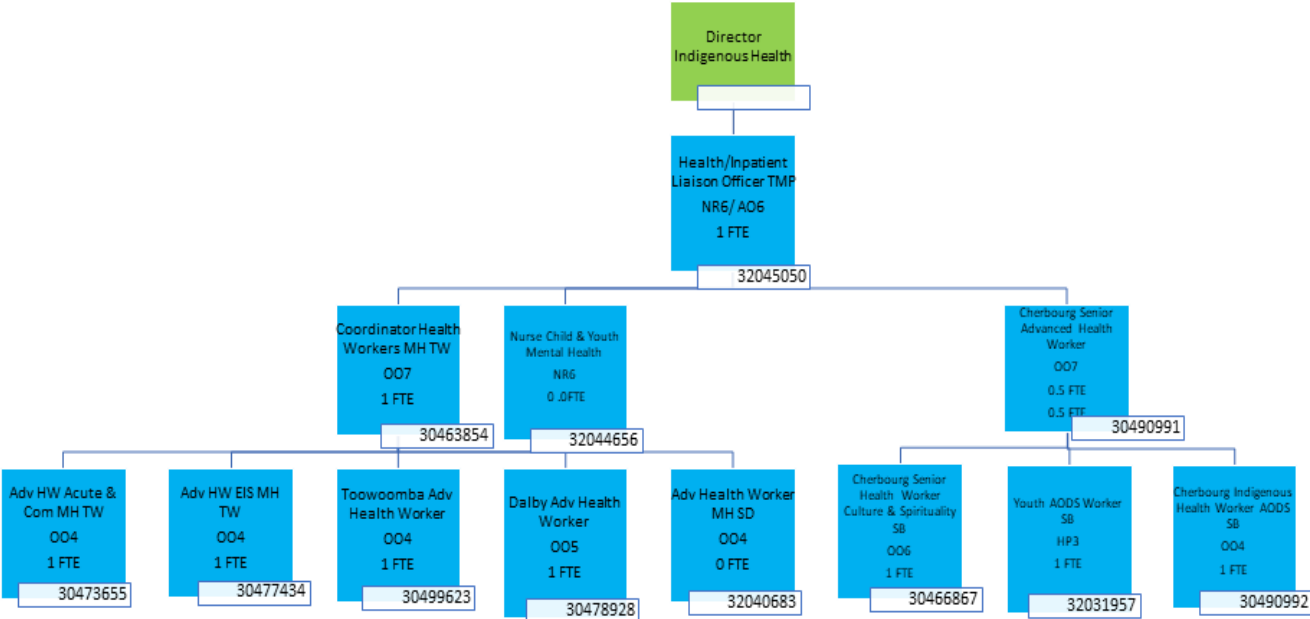 Director
Indigenous Health
Health/Inpatient
Liaison Officer TMP
NR6/ AO6
1 FTE
32045050
Coordinator Health
Workers MH TW
OO7
1 FTE
30463854
Nurse Child & Youth
Mental Health
NR6
0 .0FTE
32044656
Cherbourg Senior
Advanced Health
Worker
OO7
0.5 FTE
0.5 FTE
30490991
Adv HW Acute &
Com MH TW
OO4
1 FTE
30473655
Adv HW EIS MH
TW
OO4
1 FTE
30477434
Toowoomba Adv
Health Worker
OO4
1 FTE
30499623
Dalby Adv Health
Worker
OO5
1 FTE
30478928
Adv Health Worker
MH SD
OO4
0 FTE
32040683
Cherbourg Senior
Health Worker
Culture & Spirituality
SB
OO6
1 FTE
30466867
Youth AODS Worker
SB
HP3
1 FTE
32031957
Cherbourg Indigenous
Health Worker AODS
SB
OO4
1 FTE
30490992